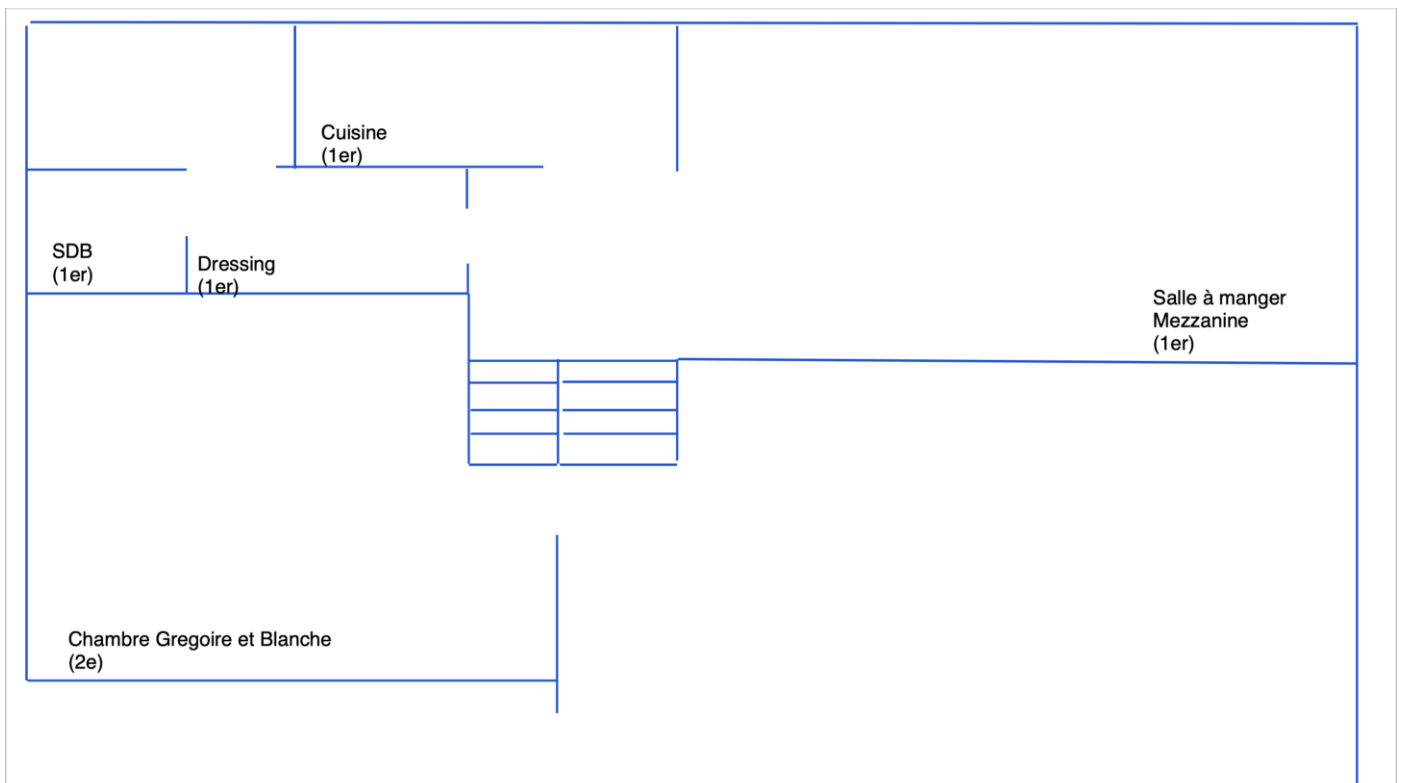 Cuisine
(1er)
SDB
(1er)
Dressing
(1er)
Salle à manger
Mezzanine
(1er)
Chambre Gregoire et Blanche
(2e)